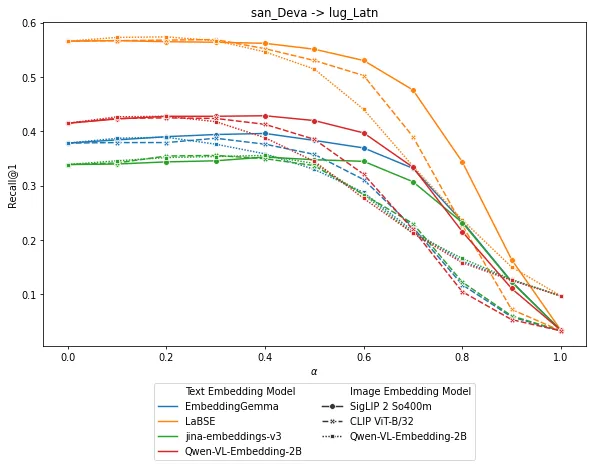 san_Deva -> lug_Latn
Recall@1
0.6
0.5
0.4
0.3
0.2
0.1
0.0 0.2 0.4 0.6 0.8 1.0
α
Text Embedding Model
EmbeddingGemma
LaBSE
jina-embeddings-v3
Qwen-VL-Embedding-2B
Image Embedding Model
SigLIP 2 So400m
CLIP ViT-B/32
Qwen-VL-Embedding-2B